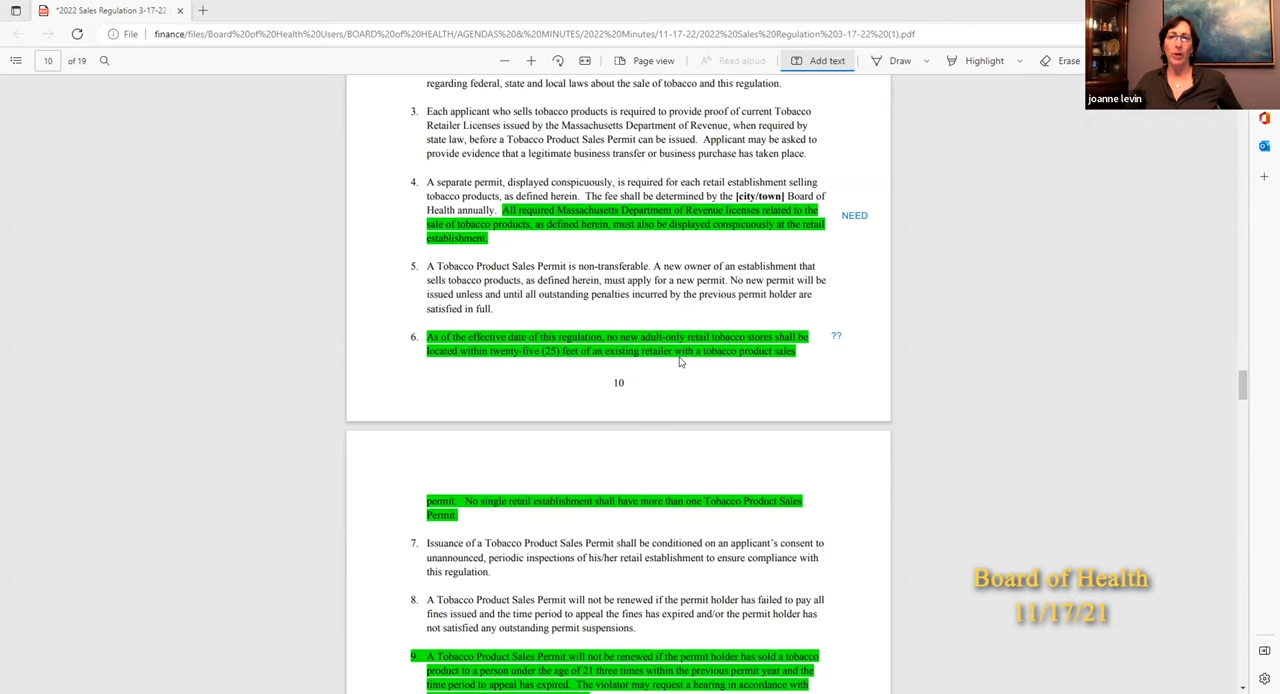 *2022 Sales Regulation 3-17-22
File finance/files/Board%20of%20Health%20Users/BOARD%20of%20HEALTH/AGENDAS%20&%20MINUTES/2022%20Minutes/11-17-22/2022%20Sales%20Regulation%203-17-22%20(1).pdf
10 of 19 Page view Read aloud Add text Draw Highlight Erase
joanne levin
regarding federal, state and local laws about the sale of tobacco and this regulation.
3. Each applicant who sells tobacco products is required to provide proof of current Tobacco
Retailer Licenses issued by the Massachusetts Department of Revenue, when required by
state law, before a Tobacco Product Sales Permit can be issued. Applicant may be asked to
provide evidence that a legitimate business transfer or business purchase has taken place.
4. A separate permit, displayed conspicuously, is required for each retail establishment selling
tobacco products, as defined herein. The fee shall be determined by the [city/town] Board of
Health annually. All required Massachusetts Department of Revenue licenses related to the
sale of tobacco products, as defined herein, must also be displayed conspicuously at the retail
establishment.
NEED
5. A Tobacco Product Sales Permit is non-transferable. A new owner of an establishment that
sells tobacco products, as defined herein, must apply for a new permit. No new permit will be
issued unless and until all outstanding penalties incurred by the previous permit holder are
satisfied in full.
6. As of the effective date of this regulation, no new adult-only retail tobacco stores shall be
located within twenty-five (25) feet of an existing retailer with a tobacco product sales
??
10
permit. No single retail establishment shall have more than one Tobacco Product Sales
Permit.
7. Issuance of a Tobacco Product Sales Permit shall be conditioned on an applicant's consent to
unannounced, periodic inspections of his/her retail establishment to ensure compliance with
this regulation.
8. A Tobacco Product Sales Permit will not be renewed if the permit holder has failed to pay all
fines issued and the time period to appeal the fines has expired and/or the permit holder has
not satisfied any outstanding permit suspensions.
9. A Tobacco Product Sales Permit will not be renewed if the permit holder has sold a tobacco
product to a person under the age of 21 three times within the previous permit year and the
time period to appeal has expired. The violator may request a hearing in accordance with
Board of Health
11/17/21